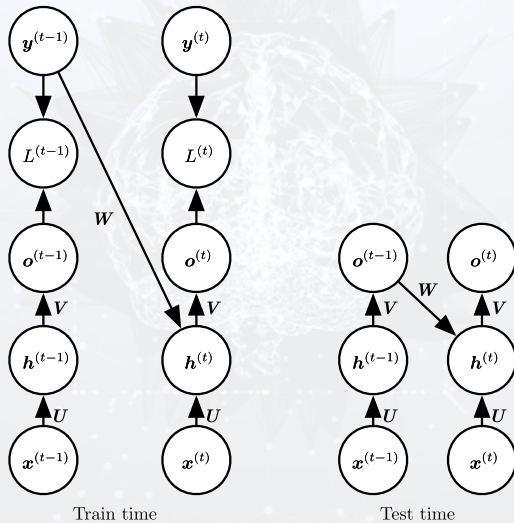 y^(t−1) y^(t)
L^(t−1) L^(t)
W
o^(t−1) o^(t) o^(t−1) o^(t)
W
V V V V
h^(t−1) h^(t) h^(t−1) h^(t)
U U U U
x^(t−1) x^(t) x^(t−1) x^(t)
Train time Test time